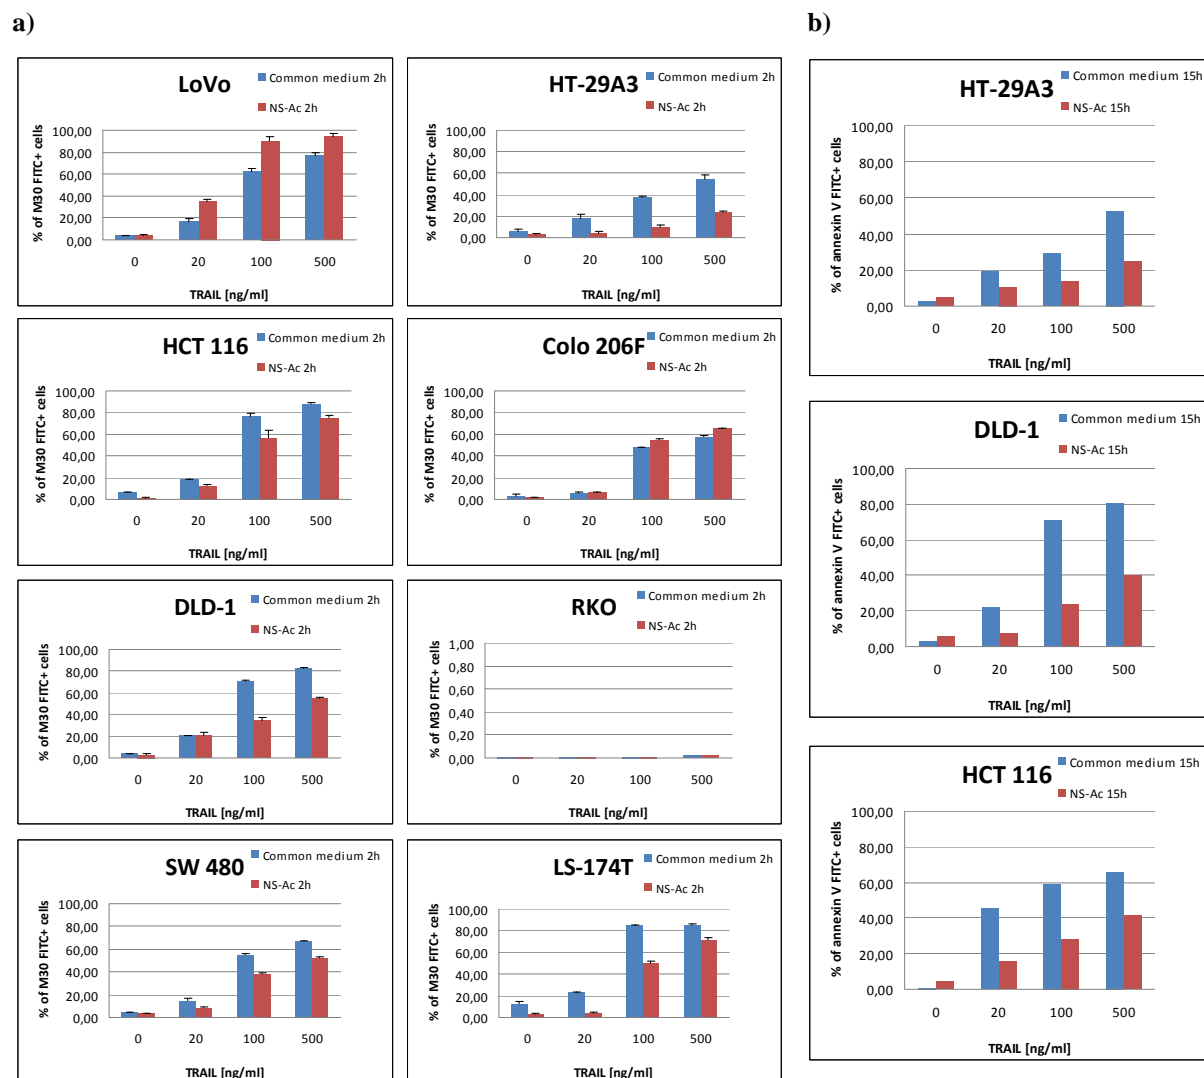 a)
LoVo
Common medium 2h
NS-Ac 2h
% of M30 FITC+ cells
100,00
80,00
60,00
40,00
20,00
0,00
0 20 100 500
TRAIL [ng/ml]
HT-29A3
Common medium 2h
NS-Ac 2h
% of M30 FITC+ cells
100,00
80,00
60,00
40,00
20,00
0,00
0 20 100 500
TRAIL [ng/ml]
HCT 116
Common medium 2h
NS-Ac 2h
% of M30 FITC+ cells
100,00
80,00
60,00
40,00
20,00
0,00
0 20 100 500
TRAIL [ng/ml]
Colo 206F
Common medium 2h
NS-Ac 2h
% of M30 FITC+ cells
100,00
80,00
60,00
40,00
20,00
0,00
0 20 100 500
TRAIL [ng/ml]
DLD-1
Common medium 2h
NS-Ac 2h
% of M30 FITC+ cells
100,00
80,00
60,00
40,00
20,00
0,00
0 20 100 500
TRAIL [ng/ml]
RKO
Common medium 2h
NS-Ac 2h
% of M30 FITC+ cells
1,00
0,80
0,60
0,40
0,20
0,00
0 20 100 500
TRAIL [ng/ml]
SW 480
Common medium 2h
NS-Ac 2h
% of M30 FITC+ cells
100,00
80,00
60,00
40,00
20,00
0,00
0 20 100 500
TRAIL [ng/ml]
LS-174T
Common medium 2h
NS-Ac 2h
% of M30 FITC+ cells
100,00
80,00
60,00
40,00
20,00
0,00
0 20 100 500
TRAIL [ng/ml]
b)
Common medium 15h
HT-29A3
NS-Ac 15h
% of annexin V FITC+ cells
100,00
80,00
60,00
40,00
20,00
0,00
0 20 100 500
TRAIL [ng/ml]
Common medium 15h
DLD-1
NS-Ac 15h
% of annexin V FITC+ cells
100,00
80,00
60,00
40,00
20,00
0,00
0 20 100 500
TRAIL [ng/ml]
Common medium 15h
HCT 116
NS-Ac 15h
% of annexin V FITC+ cells
100,00
80,00
60,00
40,00
20,00
0,00
0 20 100 500
TRAIL [ng/ml]